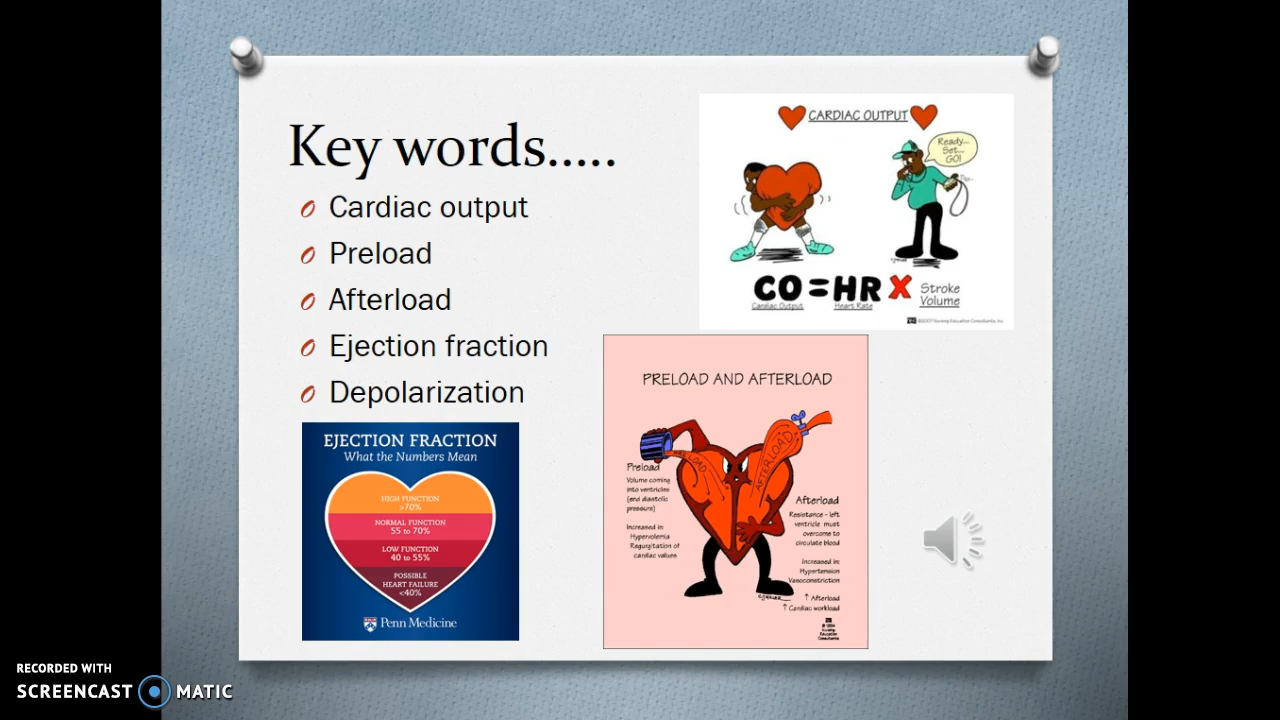 Key words.....
Cardiac output
Preload
Afterload
Ejection fraction
Depolarization
CARDIAC OUTPUT
Ready...
Set...
GO!
CO=HR X Stroke
Volume
Cardiac Output
Heart Rate
PRELOAD AND AFTERLOAD
PRELOAD
AFTERLOAD
Preload
Volume coming
into ventricles
(end diastolic
pressure)
Increased in:
Hypervolemia
Regurgitation of
cardiac valves
Afterload
Resistance - left
ventricle must
overcome to
circulate blood
Increased in:
Hypertension
Vasoconstriction
↑ Afterload
↑ Cardiac workload
EJECTION FRACTION
What the Numbers Mean
HIGH FUNCTION
>70%
NORMAL FUNCTION
55 to 70%
LOW FUNCTION
40 to 55%
POSSIBLE
HEART FAILURE
<40%
Penn Medicine
RECORDED WITH
SCREENCAST MATIC